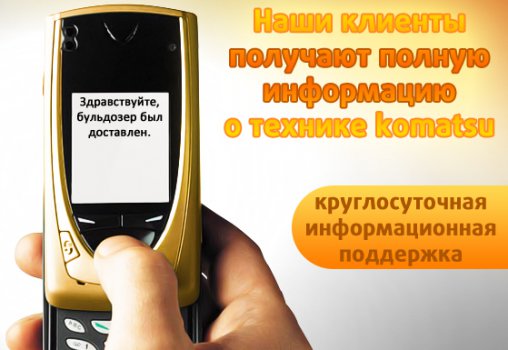 Наши клиенты
получают полную
информацию
о технике komatsu
Здравствуйте,
бульдозер был
доставлен.
круглосуточная
информационная
поддержка